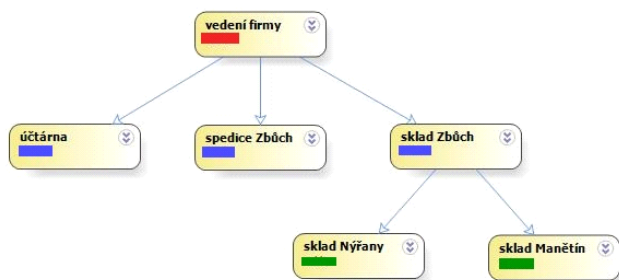 vedení firmy
účtárna
spedice Zbůch
sklad Zbůch
sklad Nýřany
sklad Manětín